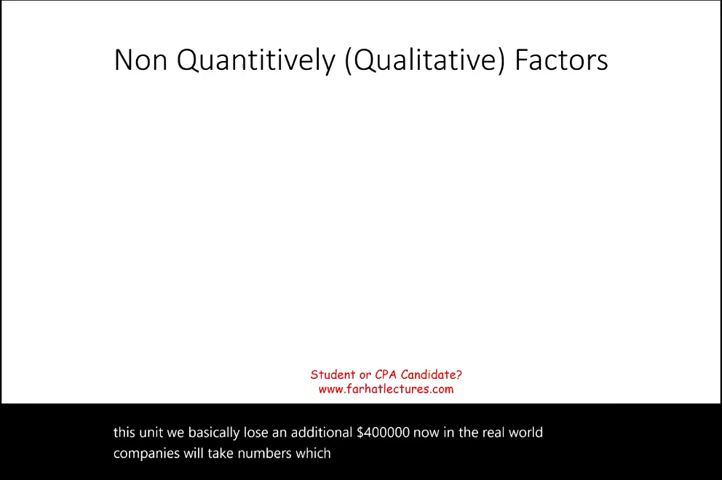 Non Quantitively (Qualitative) Factors
Student or CPA Candidate?
www.farhatlectures.com
this unit we basically lose an additional $400000 now in the real world
companies will take numbers which